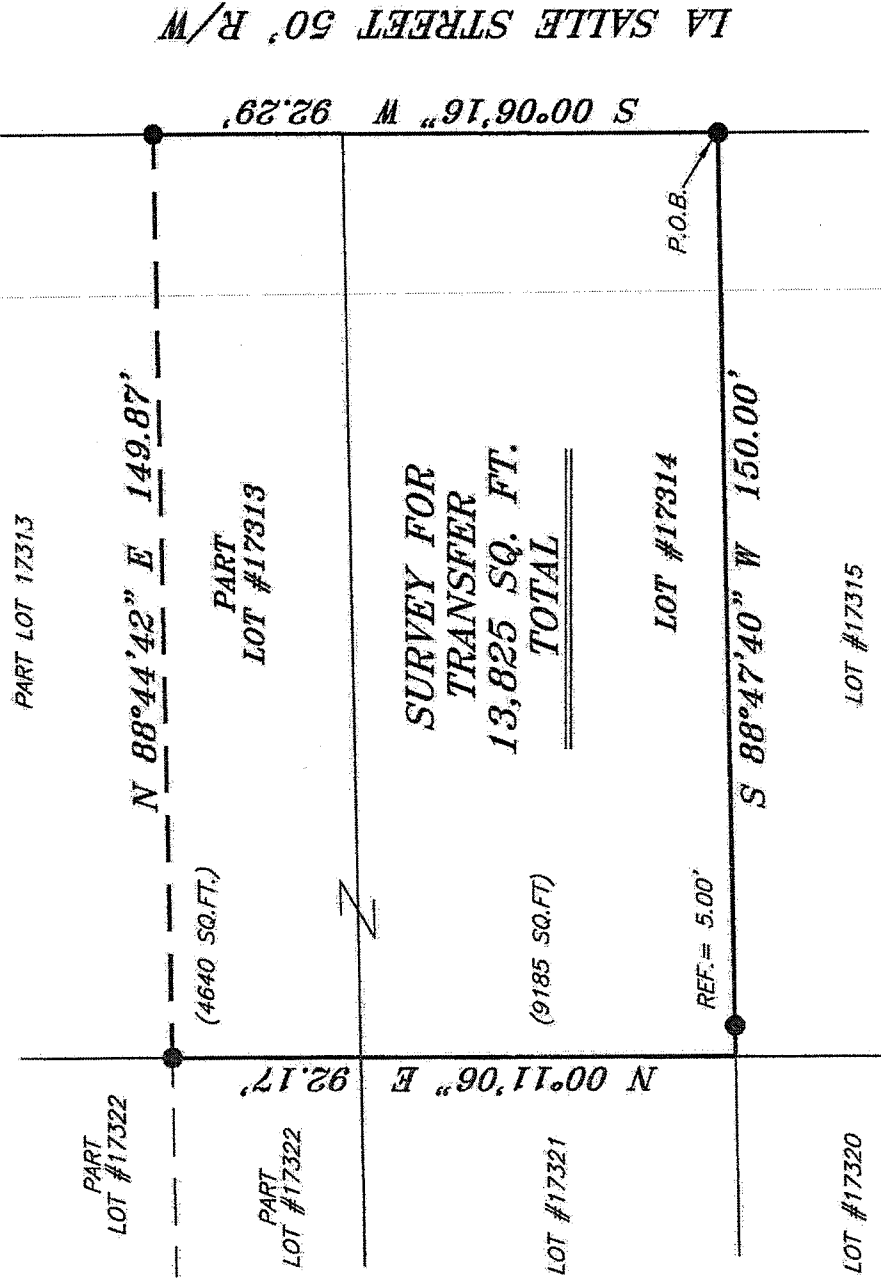 LA SALLE STREET 50' R/W
S 00°06'16" W 92.29'
P.O.B.
PART LOT 17313
N 88°44'42" E 149.87'
PART
LOT #17313
(4640 SQ.FT.)
SURVEY FOR
TRANSFER
13,825 SQ. FT.
TOTAL
LOT #17314
(9185 SQ.FT)
REF.= 5.00'
S 88°47'40" W 150.00'
LOT #17315
N 00°11'06" E 92.17'
PART
LOT #17322
PART
LOT #17322
LOT #17321
LOT #17320